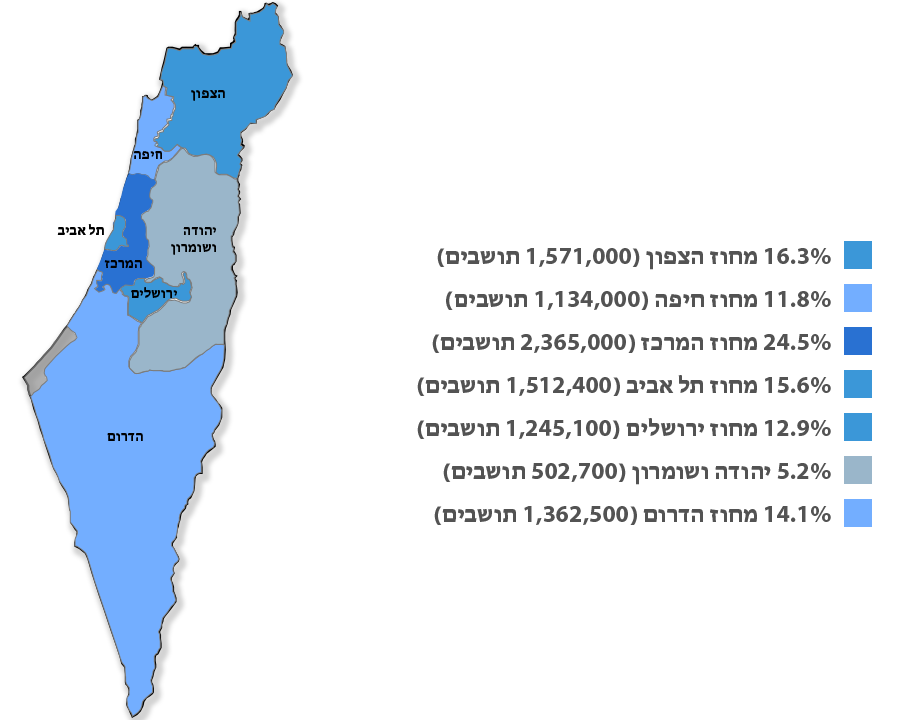 הצפון
חיפה
תל אביב
יהודה
ושומרון
המרכז
ירושלים
הדרום
16.3% מחוז הצפון (1,571,000 תושבים)
11.8% מחוז חיפה (1,134,000 תושבים)
24.5% מחוז המרכז (2,365,000 תושבים)
15.6% מחוז תל אביב (1,512,400 תושבים)
12.9% מחוז ירושלים (1,245,100 תושבים)
5.2% יהודה ושומרון (502,700 תושבים)
14.1% מחוז הדרום (1,362,500 תושבים)